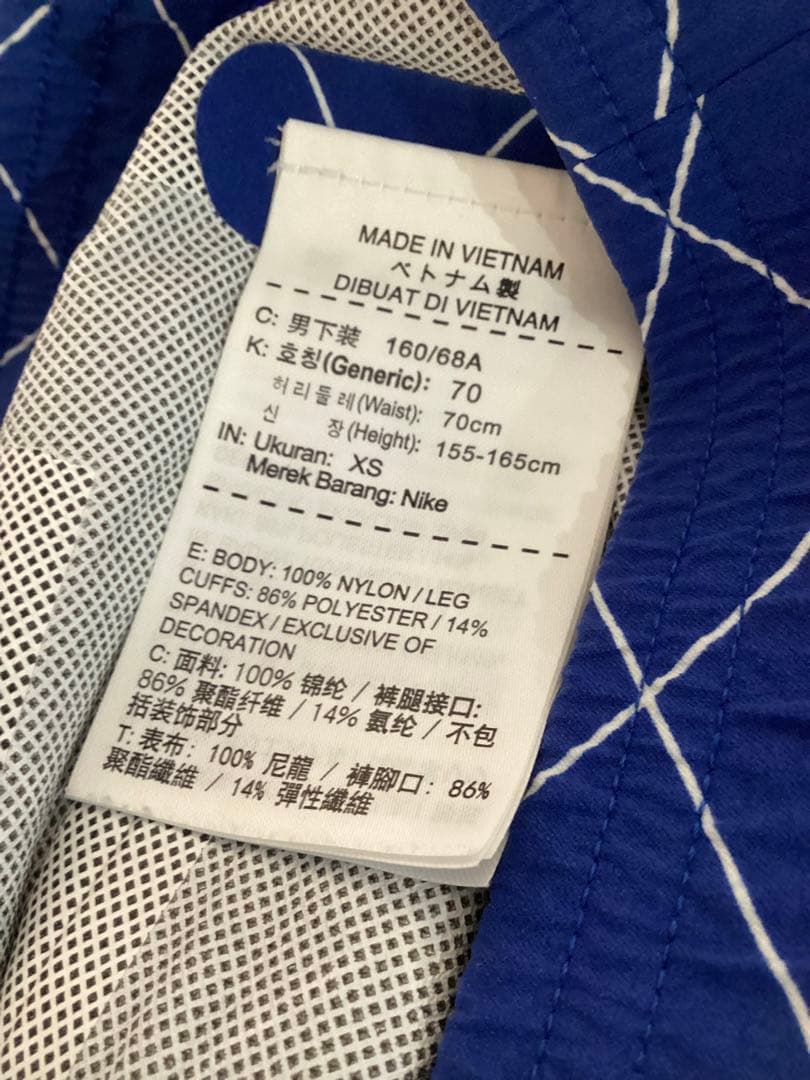 MADE IN VIETNAM
ベトナム製
DIBUAT DI VIETNAM
C: 男下装 160/68A
K: 호칭(Generic): 70
허리둘레(Waist): 70cm
신 장(Height): 155-165cm
IN: Ukuran: XS
Merek Barang: Nike
E: BODY: 100% NYLON / LEG
CUFFS: 86% POLYESTER / 14%
SPANDEX / EXCLUSIVE OF
DECORATION
C: 面料: 100% 锦纶 / 裤腿接口:
86% 聚酯纤维 / 14% 氨纶 / 不包
括装饰部分
T: 表布: 100% 尼龍 / 褲腳口: 86%
聚酯纖維 / 14% 彈性纖維